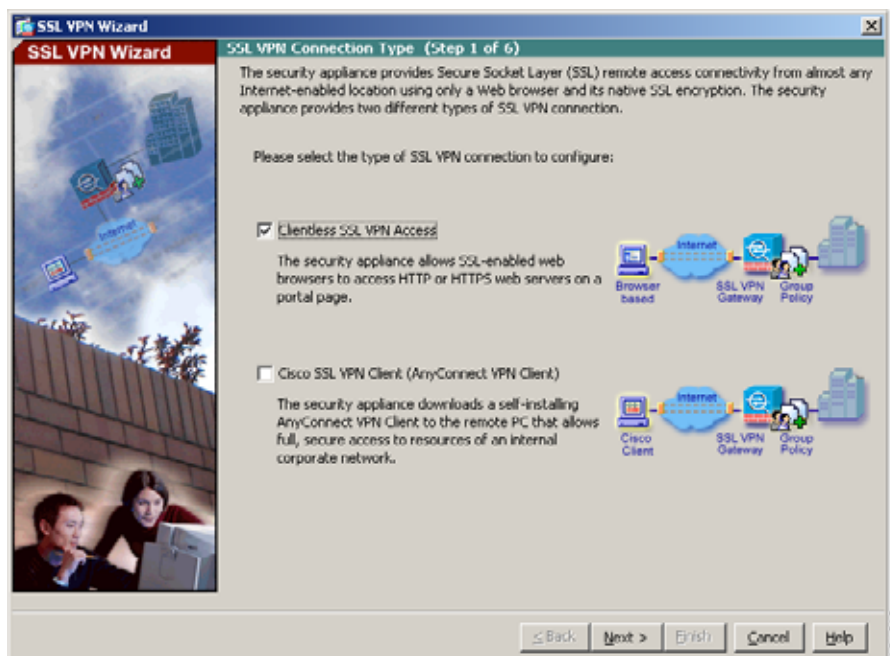 SSL VPN Wizard
SSL VPN Wizard
SSL VPN Connection Type (Step 1 of 6)
The security appliance provides Secure Socket Layer (SSL) remote access connectivity from almost any
Internet-enabled location using only a Web browser and its native SSL encryption. The security
appliance provides two different types of SSL VPN connection.
Please select the type of SSL VPN connection to configure:
Internet
Clientless SSL VPN Access
The security appliance allows SSL-enabled web
browsers to access HTTP or HTTPS web servers on a
portal page.
Internet
Browser based
SSL VPN Gateway
Group Policy
Cisco SSL VPN Client (AnyConnect VPN Client)
The security appliance downloads a self-installing
AnyConnect VPN Client to the remote PC that allows
full, secure access to resources of an internal
corporate network.
Internet
Cisco Client
SSL VPN Gateway
Group Policy
< Back
Next >
Finish
Cancel
Help